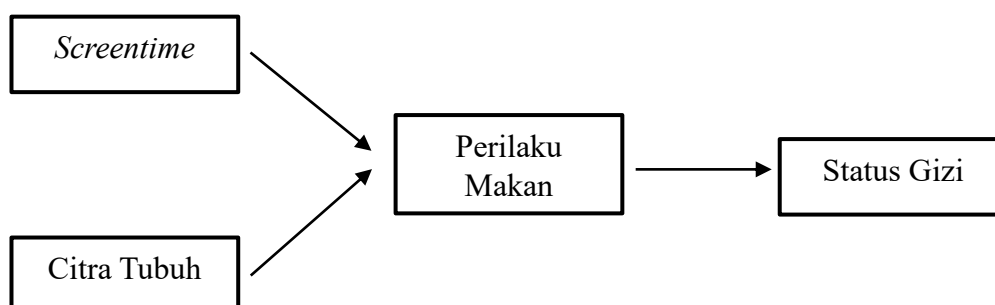 Screentime
Perilaku
Makan
Status Gizi
Citra Tubuh